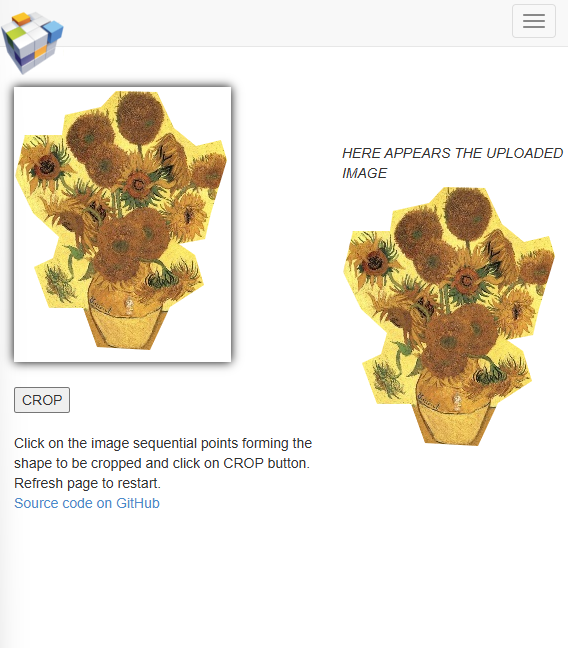 HERE APPEARS THE UPLOADED
IMAGE
CROP
Click on the image sequential points forming the
shape to be cropped and click on CROP button.
Refresh page to restart.
Source code on GitHub